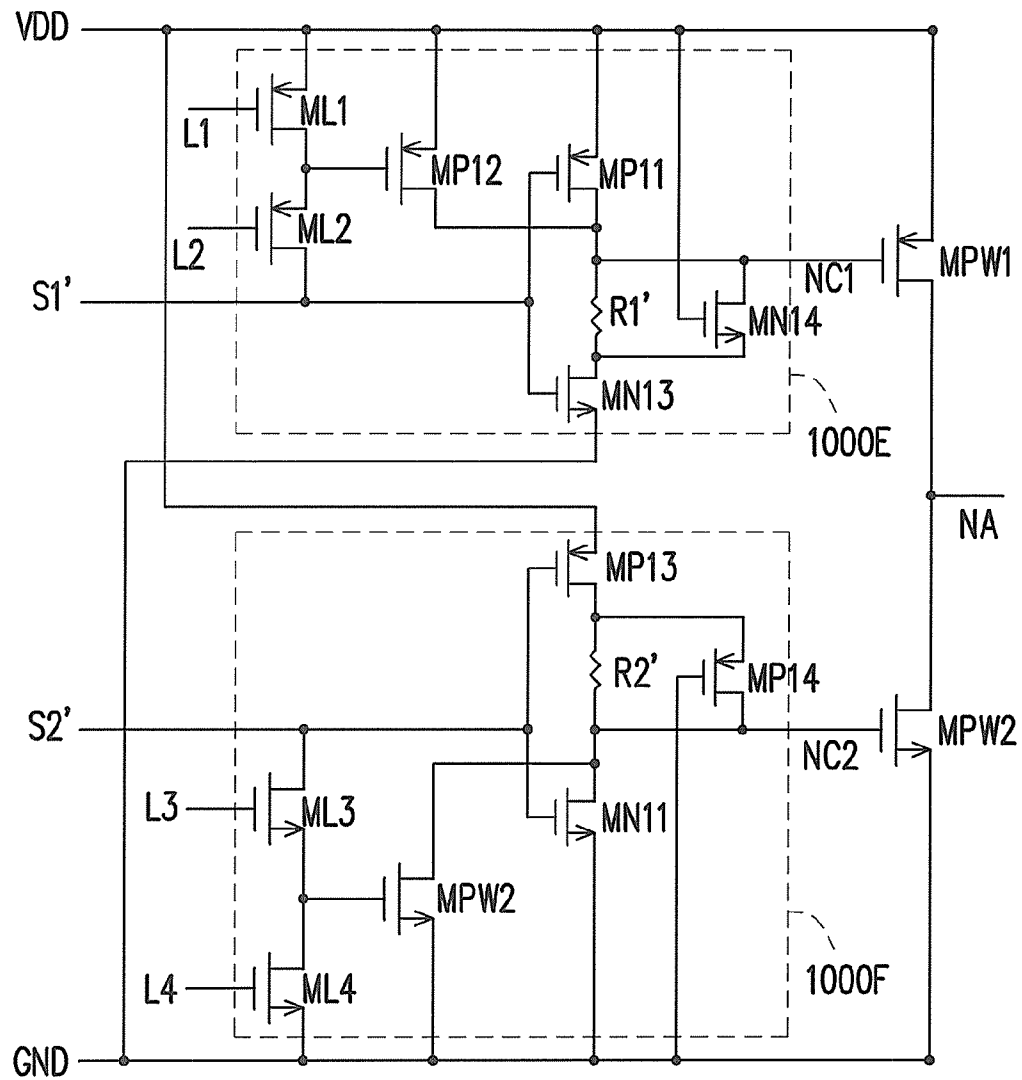 VDD
ML1
L1
MP12
MP11
ML2
L2
MPW1
NC1
S1’
R1’
MN14
MN13
1000E
NA
MP13
R2’
MP14
S2’
MPW2
NC2
L3
ML3
MN11
MPW2
L4
ML4
1000F
GND